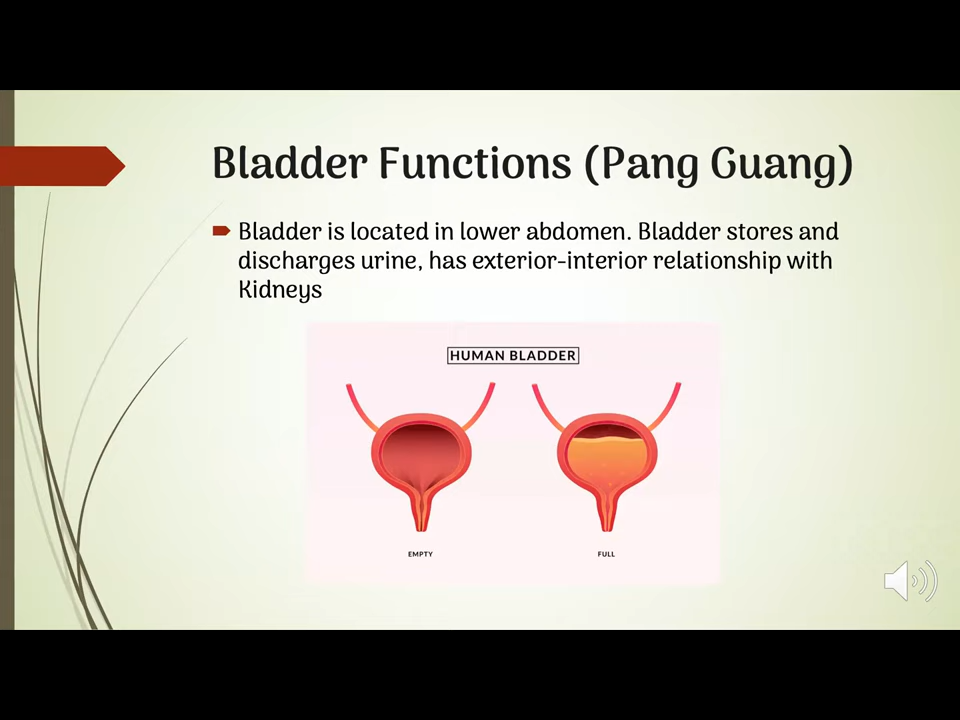 Bladder Functions (Pang Guang)
Bladder is located in lower abdomen. Bladder stores and
discharges urine, has exterior-interior relationship with
Kidneys
HUMAN BLADDER
EMPTY
FULL